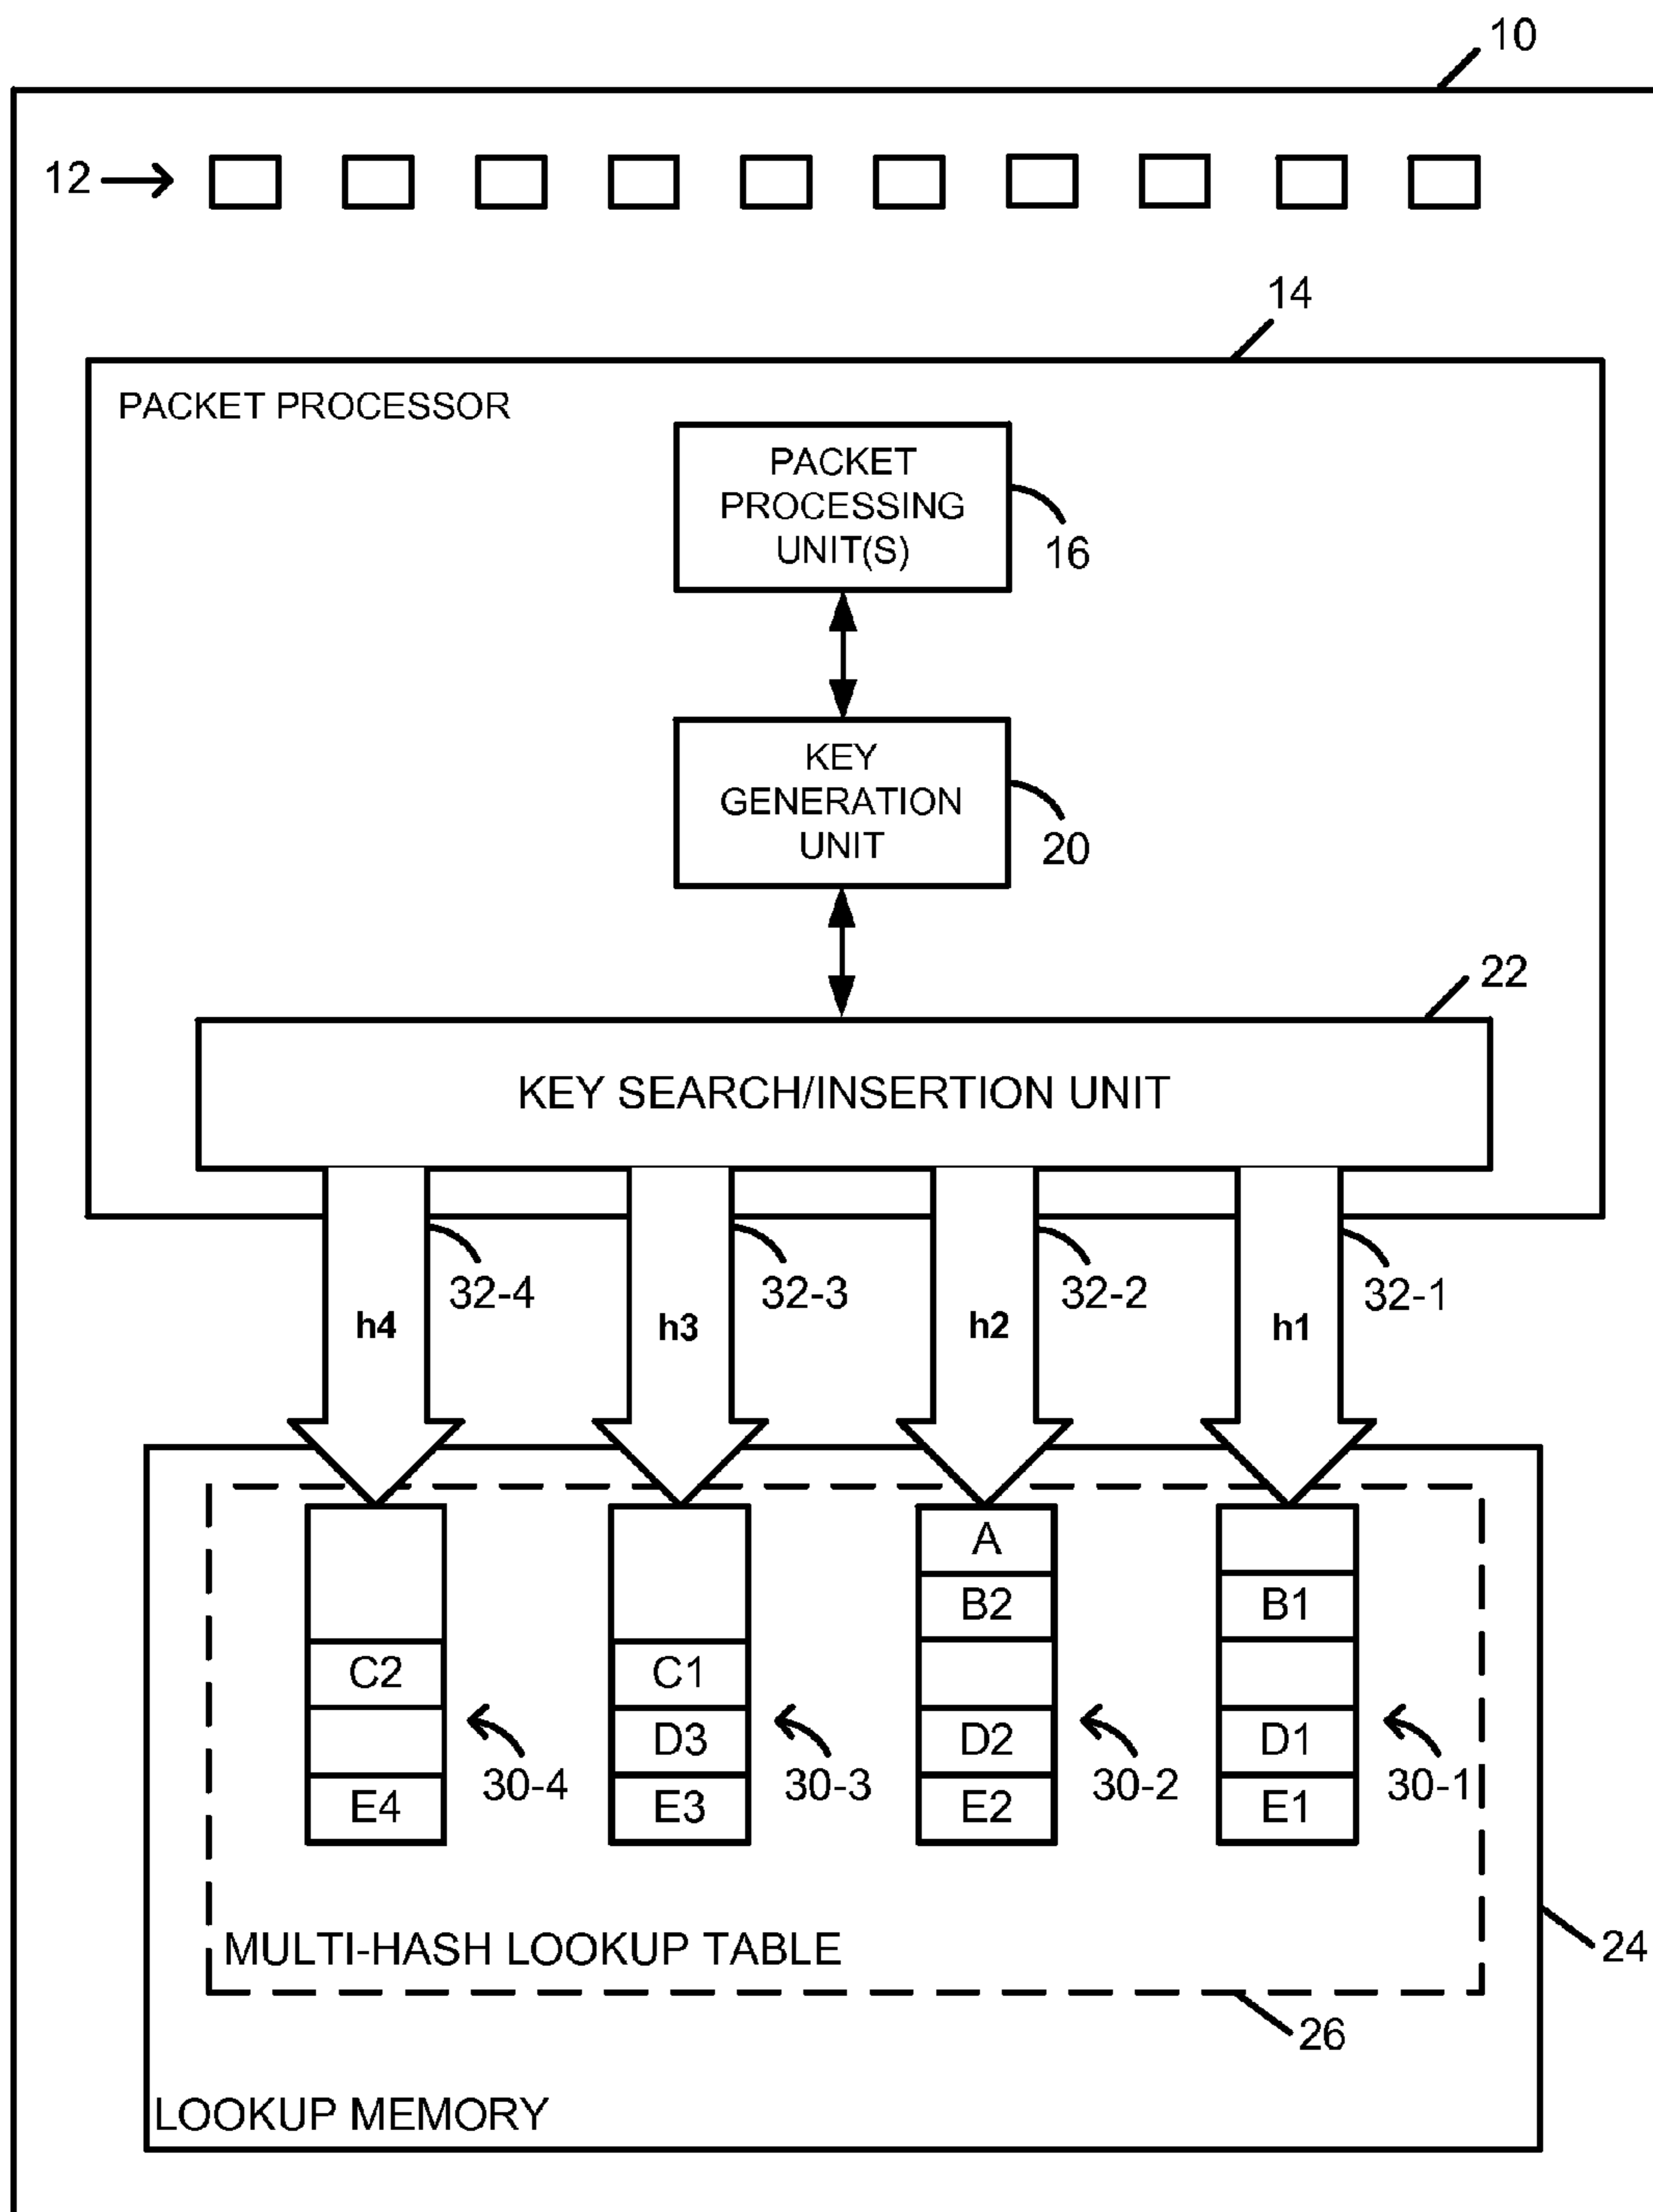 10
12
14
PACKET PROCESSOR
PACKET
PROCESSING
UNIT(S)
16
KEY
GENERATION
UNIT
20
22
KEY SEARCH/INSERTION UNIT
32-4
32-3
32-2
32-1
h4
h3
h2
h1
A
B2
B1
C2
C1
D3
D2
D1
30-4
30-3
30-2
30-1
E4
E3
E2
E1
MULTI-HASH LOOKUP TABLE
24
26
LOOKUP MEMORY